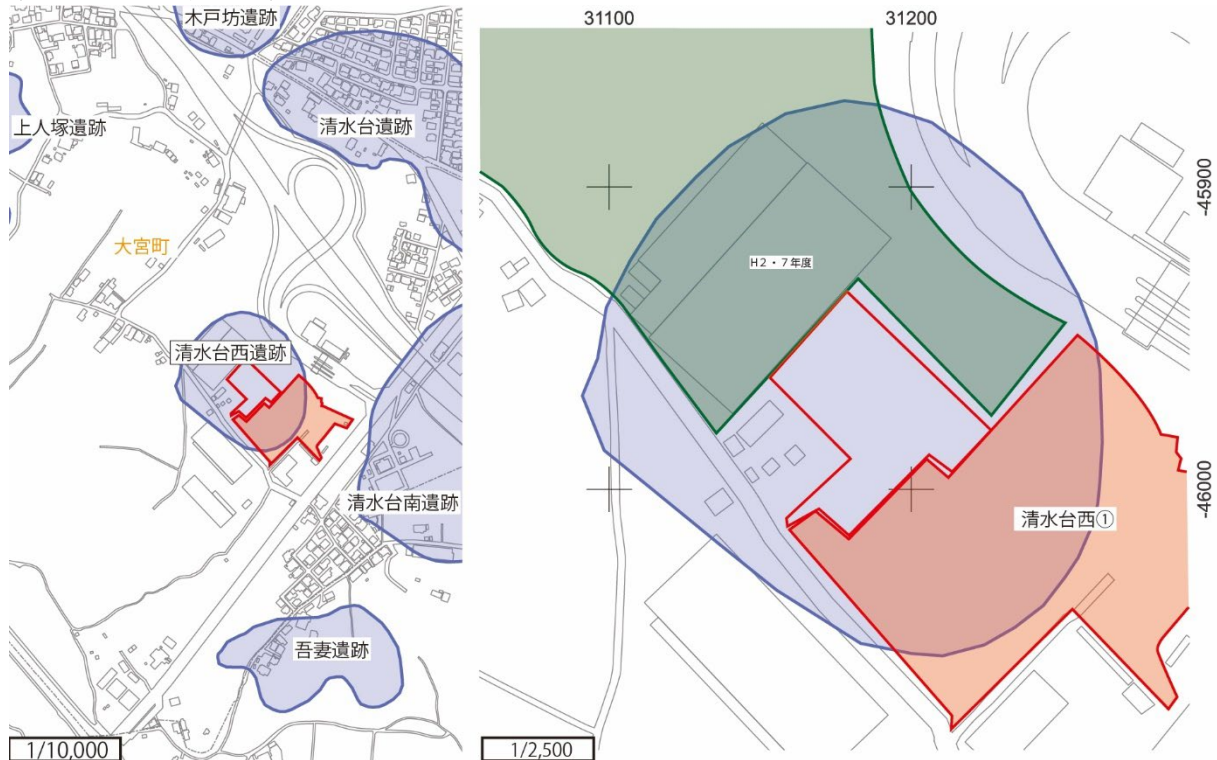 木戸坊遺跡
清水台遺跡
上人塚遺跡
大宮町
清水台西遺跡
清水台南遺跡
吾妻遺跡
1/10,000
31100
31200
-45900
H2・7年度
-46000
清水台西①
1/2,500